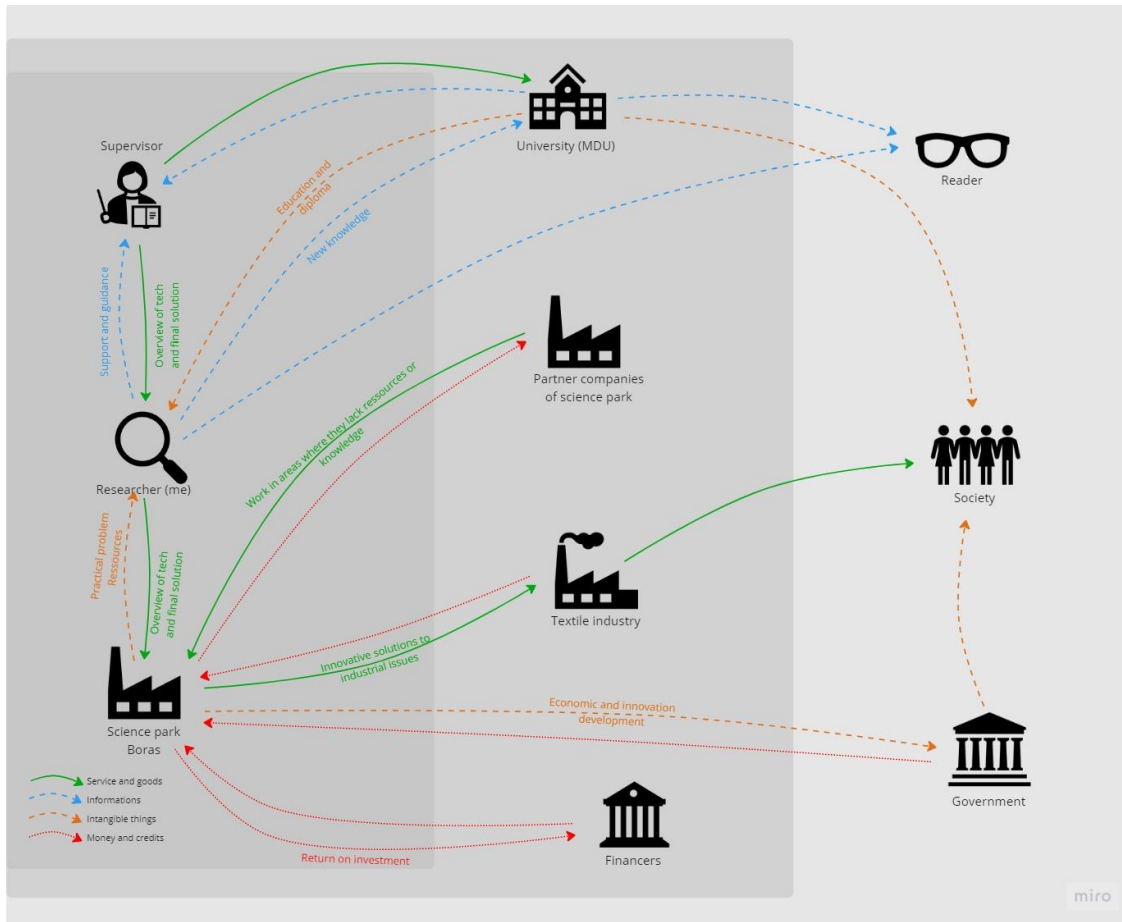 Supervisor
University (MDU)
Reader
Education and
diploma
New knowledge
Support and guidance
Overview of tech
and final solution
Partner companies
of science park
Work in areas where they lack ressources or
knowledge
Researcher (me)
Society
Practical problem
Ressources
Overview of tech
and final solution
Textile industry
Innovative solutions to
industrial issues
Economic and innovation
development
Science park
Boras
Government
Service and goods
Informations
Intangible things
Money and credits
Return on investment
Financers
miro